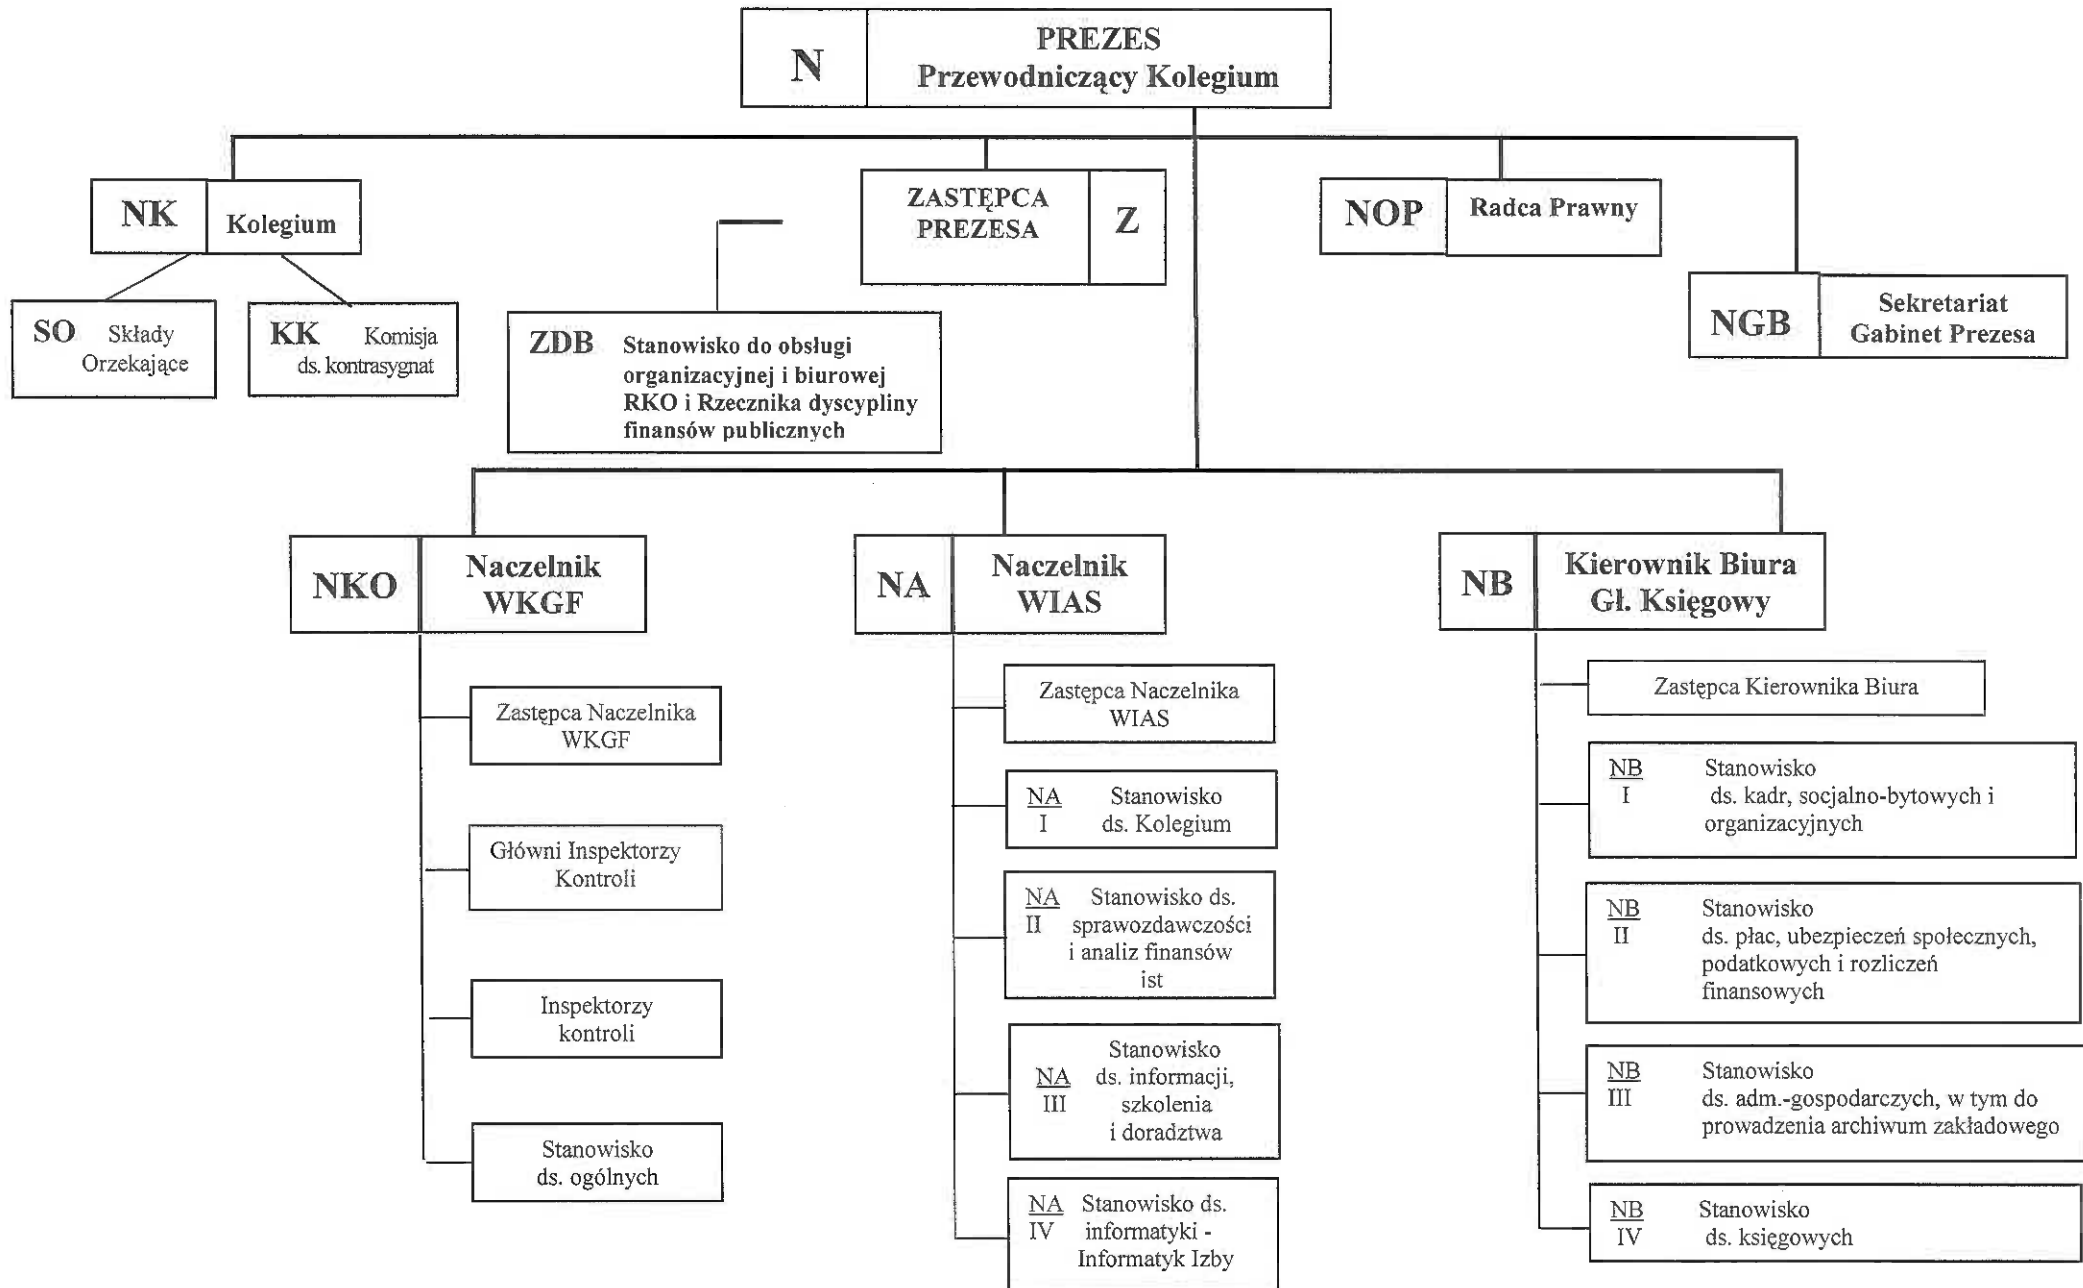 N
PREZES
Przewodniczący Kolegium
NK
Kolegium
ZASTĘPCA
PREZESA
Z
NOP
Radca Prawny
NGB
Sekretariat
Gabinet Prezesa
SO Składy
Orzekające
KK Komisja
ds. kontrasygnat
ZDB Stanowisko do obsługi
organizacyjnej i biurowej
RKO i Rzecznika dyscypliny
finansów publicznych
NKO
Naczelnik
WKGF
Zastępca Naczelnika
WKGF
Główni Inspektorzy
Kontroli
Inspektorzy
kontroli
Stanowisko
ds. ogólnych
NA
Naczelnik
WIAS
Zastępca Naczelnika
WIAS
NA Stanowisko
I ds. Kolegium
NA Stanowisko ds.
II sprawozdawczości
i analiz finansów
ist
Stanowisko
NA ds. informacji,
III szkolenia
i doradztwa
NA Stanowisko ds.
IV informatyki -
Informatyk Izby
NB
Kierownik Biura
Gł. Księgowy
Zastępca Kierownika Biura
NB Stanowisko
I ds. kadr, socjalno-bytowych i
organizacyjnych
NB Stanowisko
II ds. płac, ubezpieczeń społecznych,
podatkowych i rozliczeń
finansowych
NB Stanowisko
III ds. adm.-gospodarczych, w tym do
prowadzenia archiwum zakładowego
NB Stanowisko
IV ds. księgowych